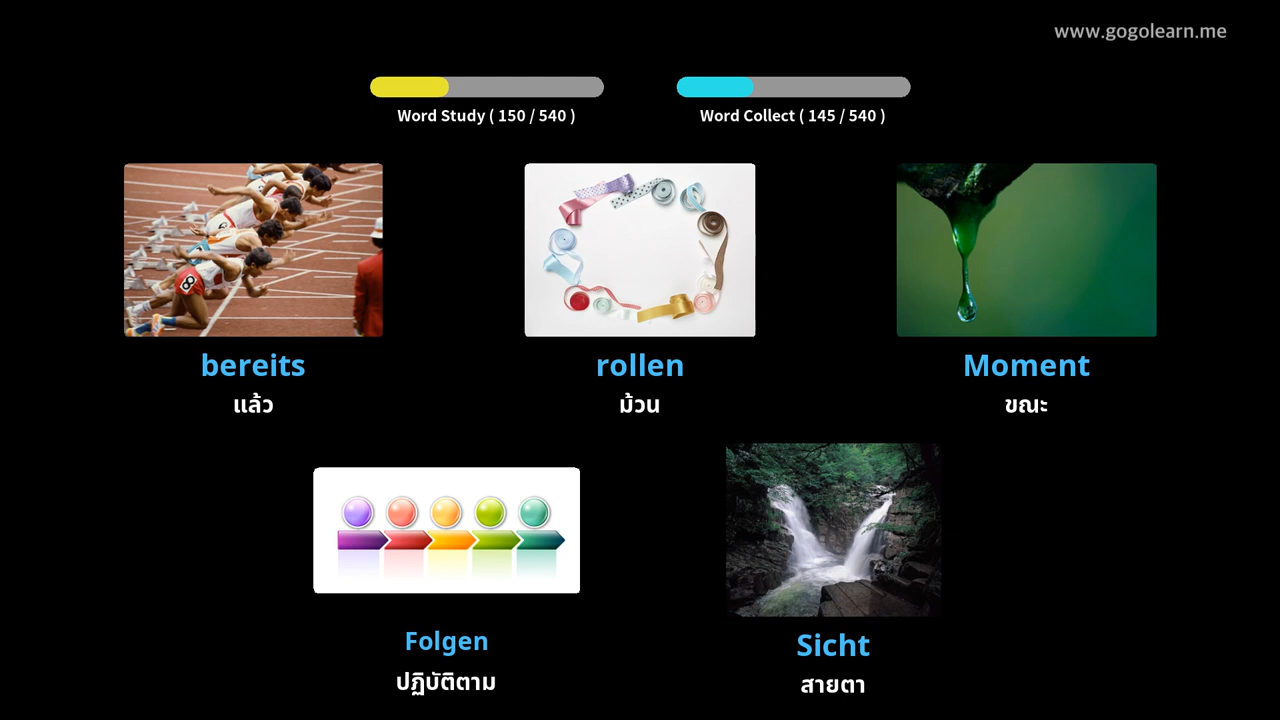 www.gogolearn.me
Word Study ( 150 / 540 )
Word Collect ( 145 / 540 )
8
bereits
แล้ว
rollen
ม้วน
Moment
ขณะ
Folgen
ปฏิบัติตาม
Sicht
สายตา